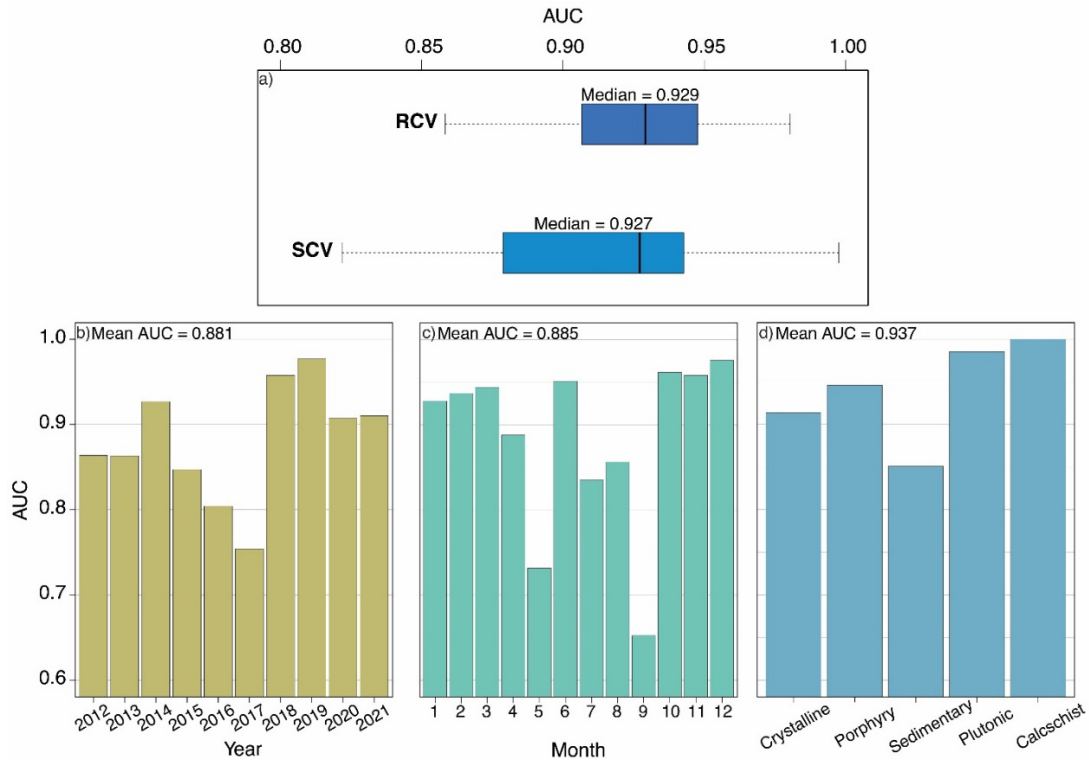 AUC
0.80 0.85 0.90 0.95 1.00
a)
Median = 0.929
RCV
Median = 0.927
SCV
b) Mean AUC = 0.881
c) Mean AUC = 0.885
d) Mean AUC = 0.937
AUC
1.0
0.9
0.8
0.7
0.6
2012 2013 2014 2015 2016 2017 2018 2019 2020 2021
Year
1 2 3 4 5 6 7 8 9 10 11 12
Month
Crystalline Porphyry Sedimentary Plutonic Calcschist